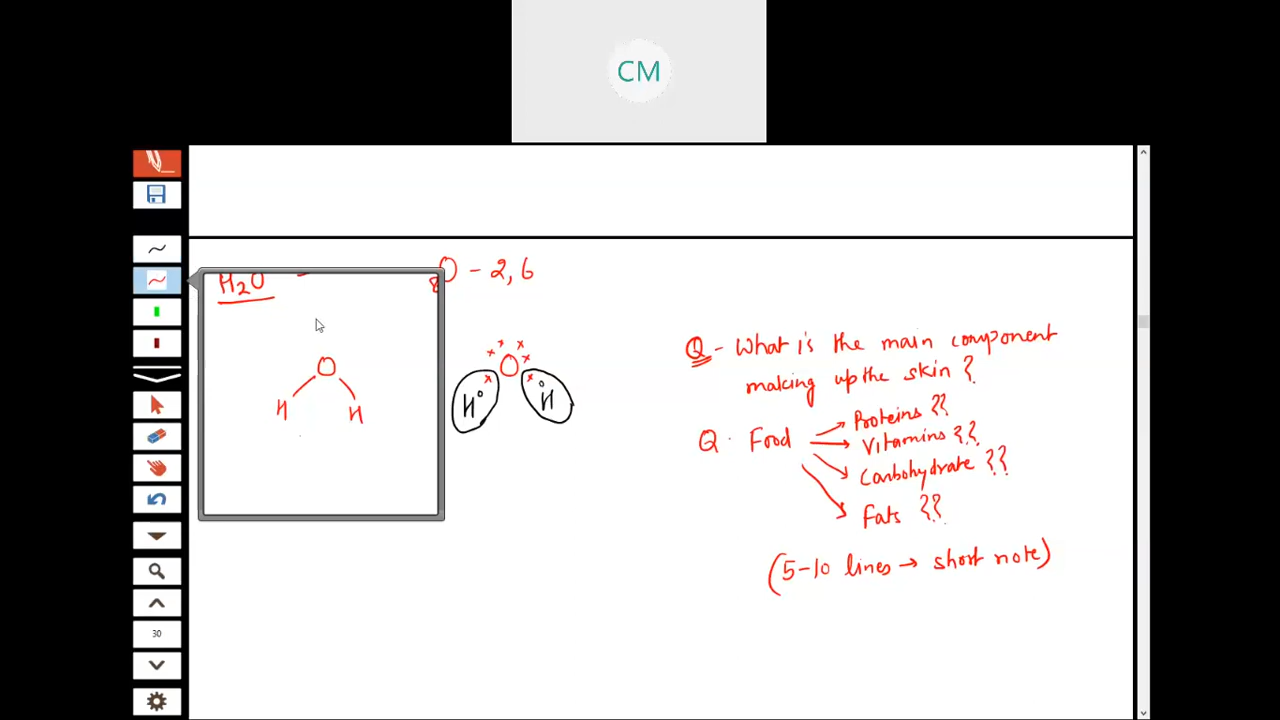 CM
H2O
8O - 2, 6
O
H H
O
H H
Q - What is the main component
making up the skin ?
Q. Food
Proteins ??
Vitamins ??
Carbohydrate ??
Fats ??
(5-10 lines → short note)
30